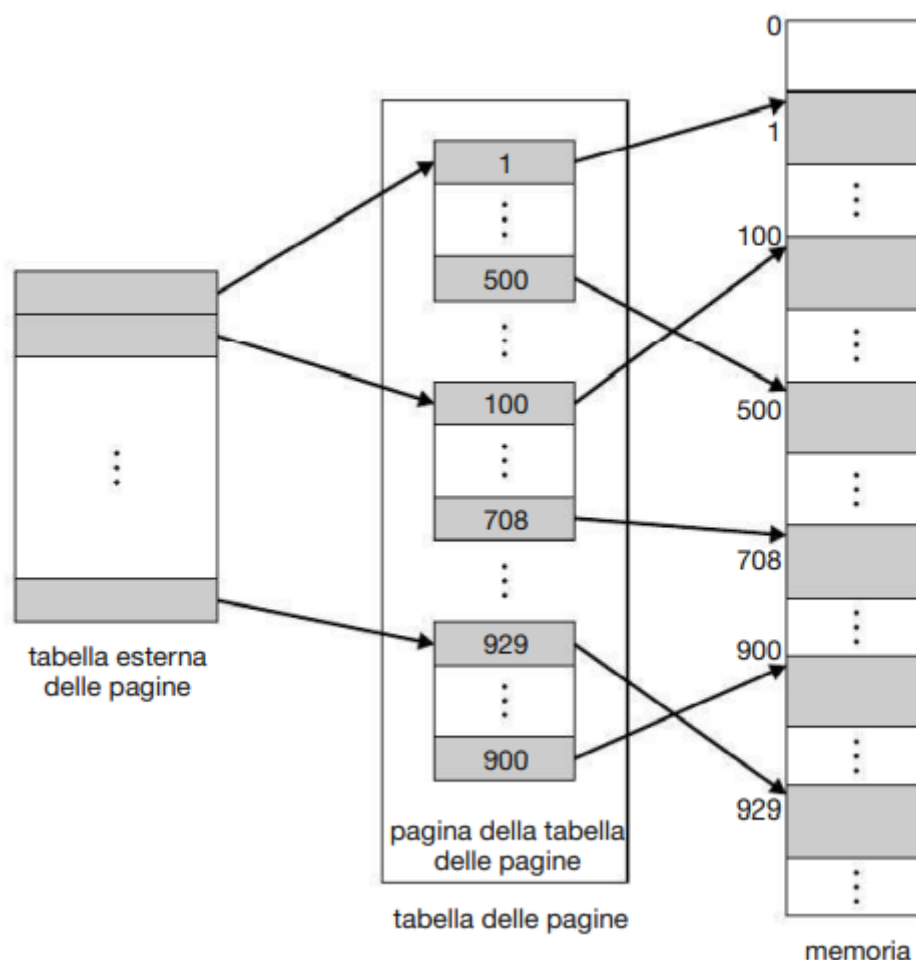 0
1
1
100
500
500
100
708
708
900
929
900
929
tabella esterna
delle pagine
pagina della tabella
delle pagine
tabella delle pagine
memoria